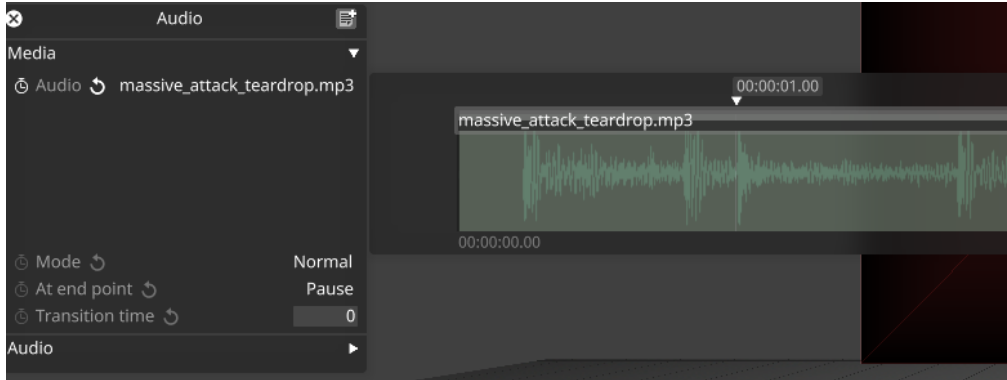 Audio
Media
Audio massive_attack_teardrop.mp3
00:00:01.00
massive_attack_teardrop.mp3
00:00:00.00
Mode Normal
At end point Pause
Transition time 0
Audio